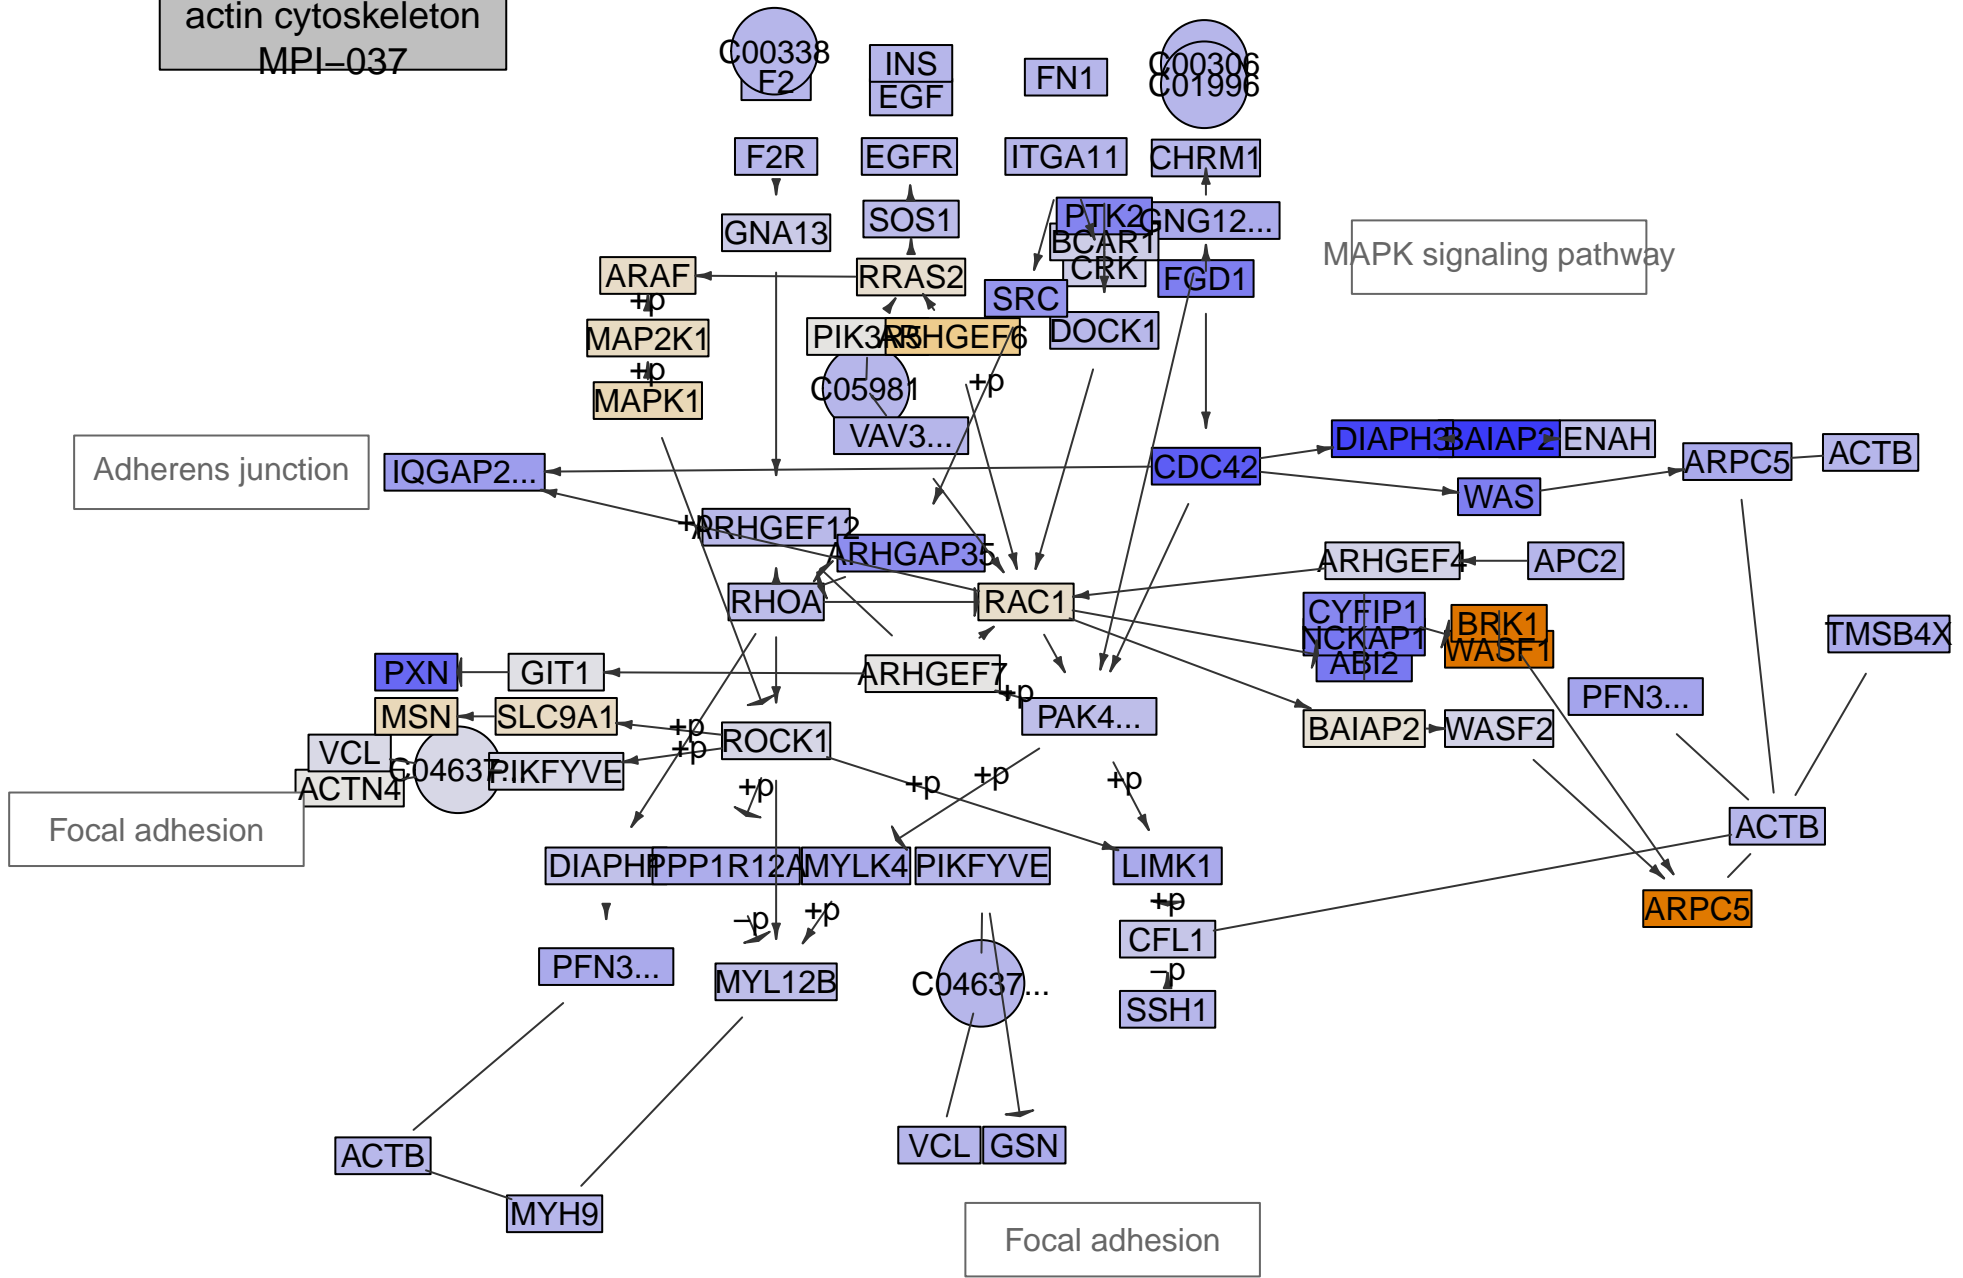 actin cytoskeleton
MPI–037
C00338
F2
INS
EGF
FN1
C00306
C01996
F2R
EGFR
ITGA11
CHRM1
GNA13
SOS1
PTK2
GNG12...
BCAR1
CRK
MAPK signaling pathway
ARAF
RRAS2
SRC
FGD1
+p
MAP2K1
ARHGEF6
DOCK1
+p
MAPK1
C05981
+p
VAV3...
Adherens junction
IQGAP2...
CDC42
DIAPH3
BAIAP2
ENAH
ARPC5
ACTB
WAS
+p
ARHGEF12
ARHGAP35
ARHGEF4
APC2
RHOA
RAC1
CYFIP1
NCKAP1
ABI2
BRK1
WASF1
TMSB4X
PXN
GIT1
ARHGEF7
+p
PFN3...
MSN
SLC9A1
+p
PAK4...
BAIAP2
WASF2
VCL
ACTN4
C04637...
PIKFYVE
+p
ROCK1
+p
+p
+p
+p
Focal adhesion
ACTB
DIAPH
PPP1R12A
MYLK4
PIKFYVE
LIMK1
ARPC5
–p
+p
+p
CFL1
PFN3...
MYL12B
C04637...
–p
SSH1
ACTB
VCL
GSN
MYH9
Focal adhesion